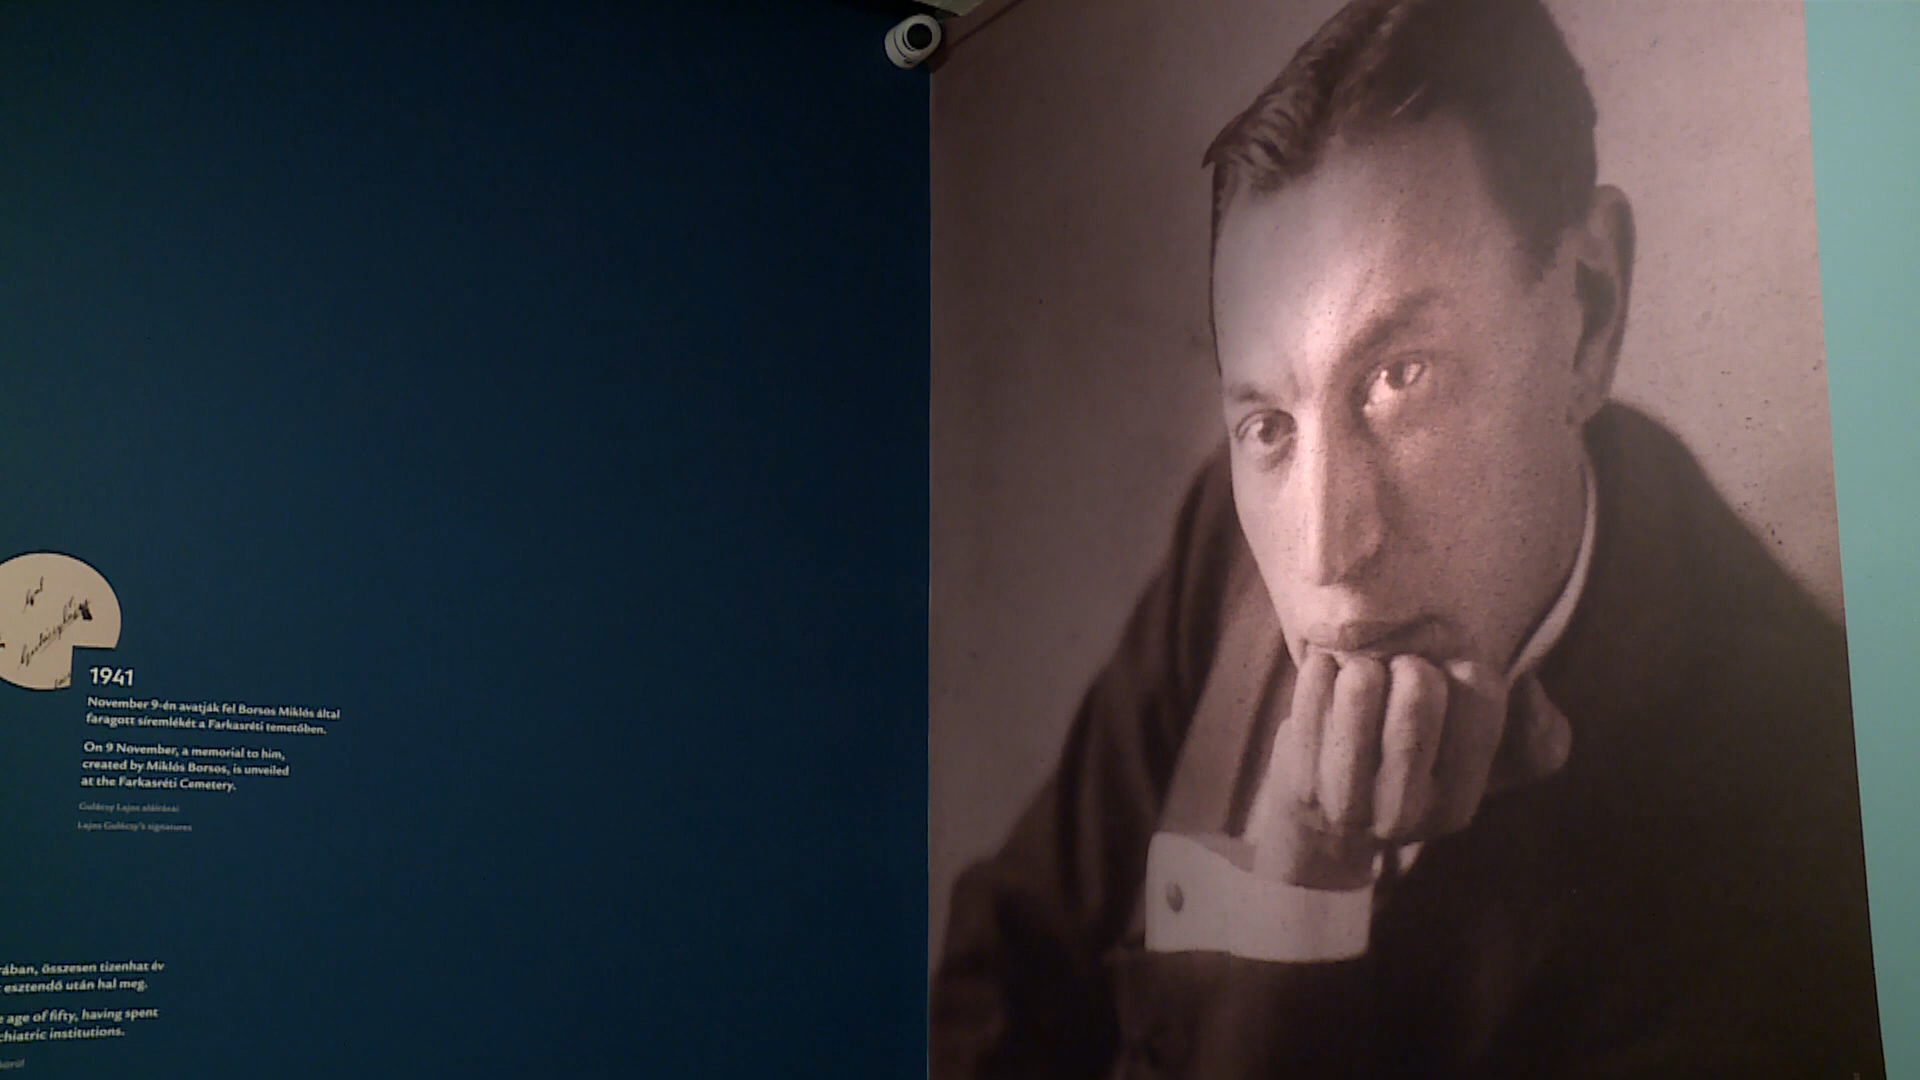 1941
November 9-én avatják fel Borsos Miklós által
faragott síremlékét a Farkasréti temetőben.
On 9 November, a memorial to him,
created by Miklós Borsos, is unveiled
at the Farkasréti Cemetery.
Gulácsy Lajos aláírásai
Lajos Gulácsy's signatures
rában, összesen tizenhat év
esztendő után hal meg.
age of fifty, having spent
chiatric institutions.